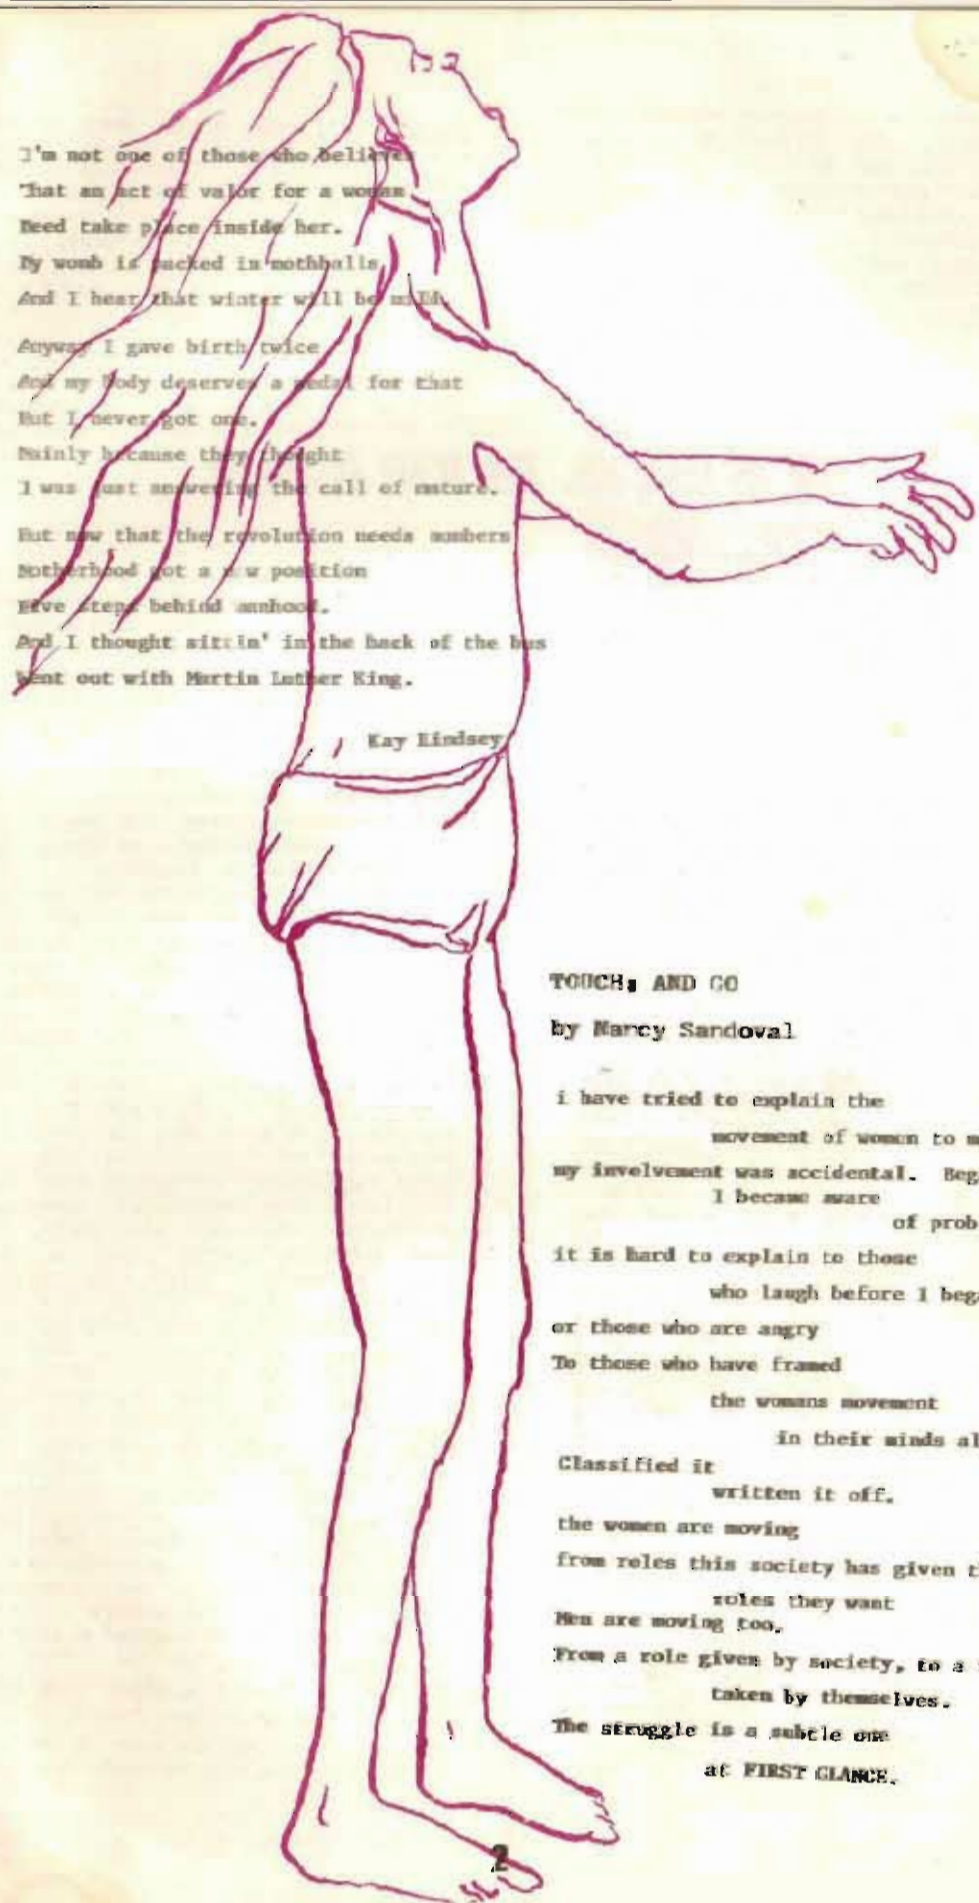 I'm not one of those who believes
That an act of valor for a woman
Need take place inside her.
My womb is packed in mothballs
And I hear that winter will be mild.
Anyway I gave birth twice
And my body deserves a medal for that
But I never got one.
Mainly because they thought
I was just answering the call of nature.
But now that the revolution needs numbers
Motherhood got a new position
Five steps behind manhood.
And I thought sittin' in the back of the bus
Went out with Martin Luther King.
Kay Lindsey
TOUCH, AND GO
by Nancy Sandoval
i have tried to explain the
movement of women to
my involvement was accidental. Beg
I became aware
of prob
it is hard to explain to those
who laugh before I beg
or those who are angry
To those who have framed
the womans movement
in their minds al
Classified it
written it off.
the women are moving
from roles this society has given t
roles they want
Men are moving too.
From a role given by society, to a
taken by themselves.
The struggle is a subtle one
at FIRST GLANCE.
2